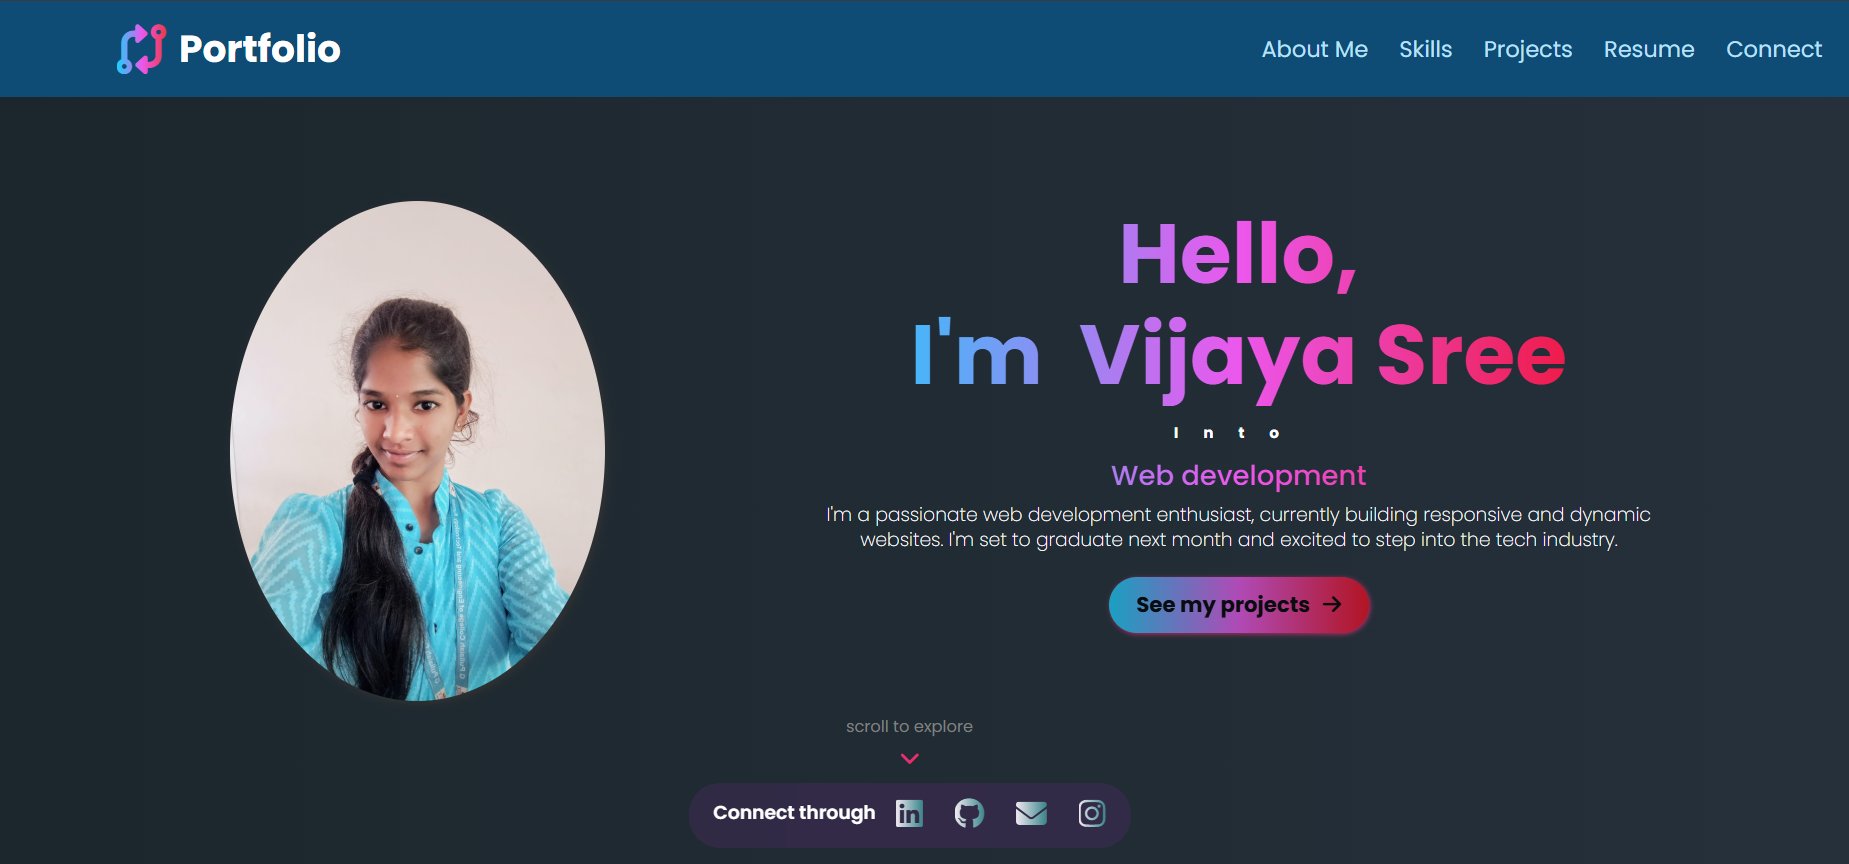 Portfolio
About Me Skills Projects Resume Connect
Hello,
I'm Vijaya Sree
Into
Web development
I'm a passionate web development enthusiast, currently building responsive and dynamic
websites. I'm set to graduate next month and excited to step into the tech industry.
See my projects →
scroll to explore
Connect through
in